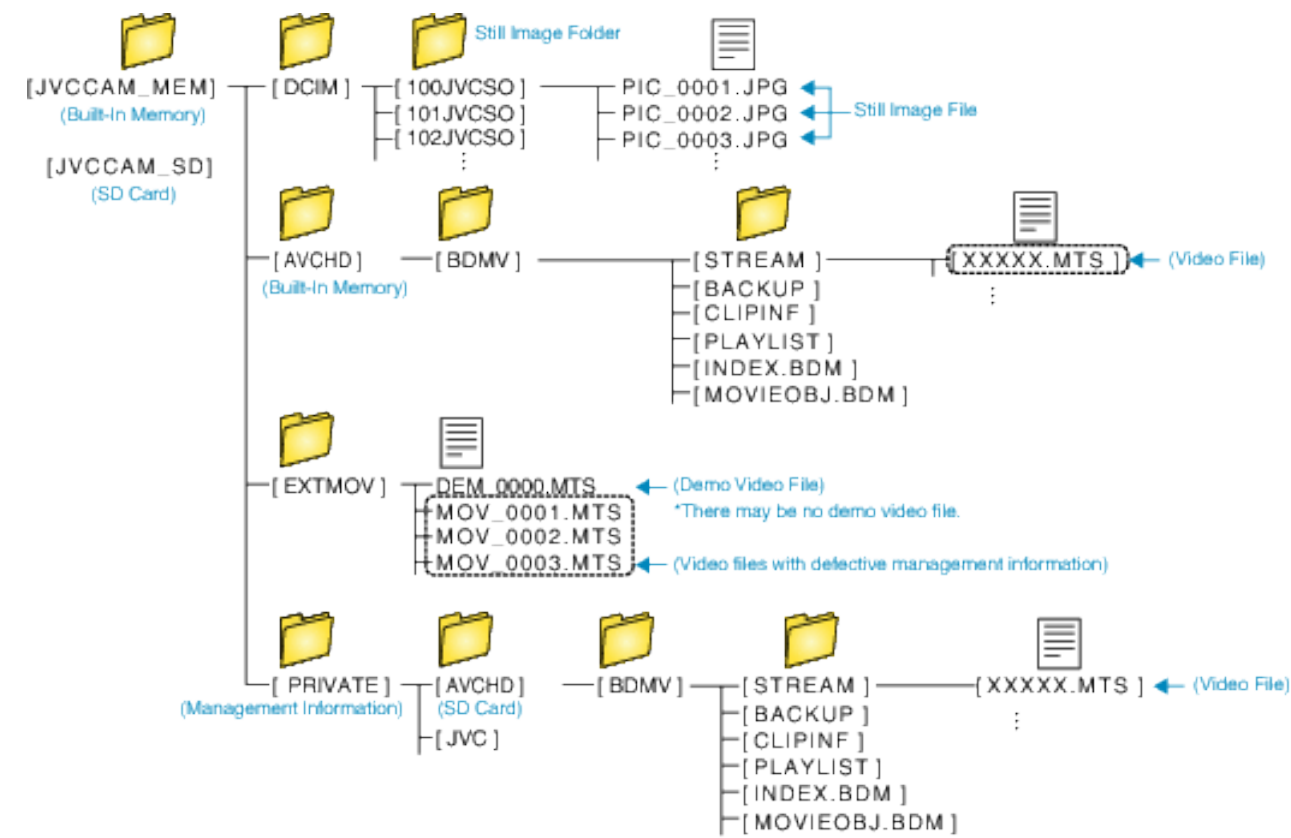 Still Image Folder
[JVCCAM_MEM] [DCIM] [100JVCSO] PIC_0001.JPG
(Built-In Memory) [101JVCSO] PIC_0002.JPG Still Image File
[102JVCSO] PIC_0003.JPG
[JVCCAM_SD]
(SD Card)
[AVCHD] [BDMV] [STREAM] [XXXXX.MTS] (Video File)
(Built-In Memory) [BACKUP]
[CLIPINF]
[PLAYLIST]
[INDEX.BDM]
[MOVIEOBJ.BDM]
[EXTMOV] DEM_0000.MTS (Demo Video File)
MOV_0001.MTS *There may be no demo video file.
MOV_0002.MTS
MOV_0003.MTS (Video files with defective management information)
[PRIVATE] [AVCHD] [BDMV] [STREAM] [XXXXX.MTS] (Video File)
(Management Information) (SD Card) [BACKUP]
[JVC] [CLIPINF]
[PLAYLIST]
[INDEX.BDM]
[MOVIEOBJ.BDM]